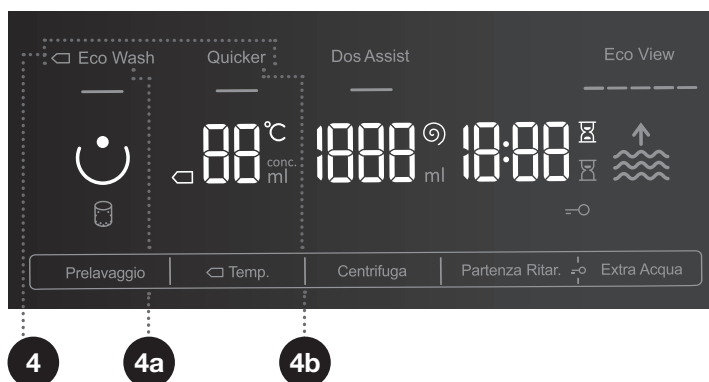 Eco Wash Quicker Dos Assist Eco View
88 °C 1888 18:88
conc.
ml ml
Prelavaggio Temp. Centrifuga Partenza Ritar. Extra Acqua
4 4a 4b